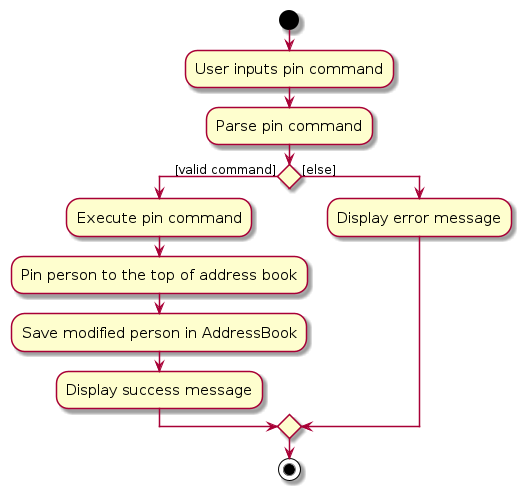 User inputs pin command
Parse pin command
[valid command]
[else]
Execute pin command
Display error message
Pin person to the top of address book
Save modified person in AddressBook
Display success message